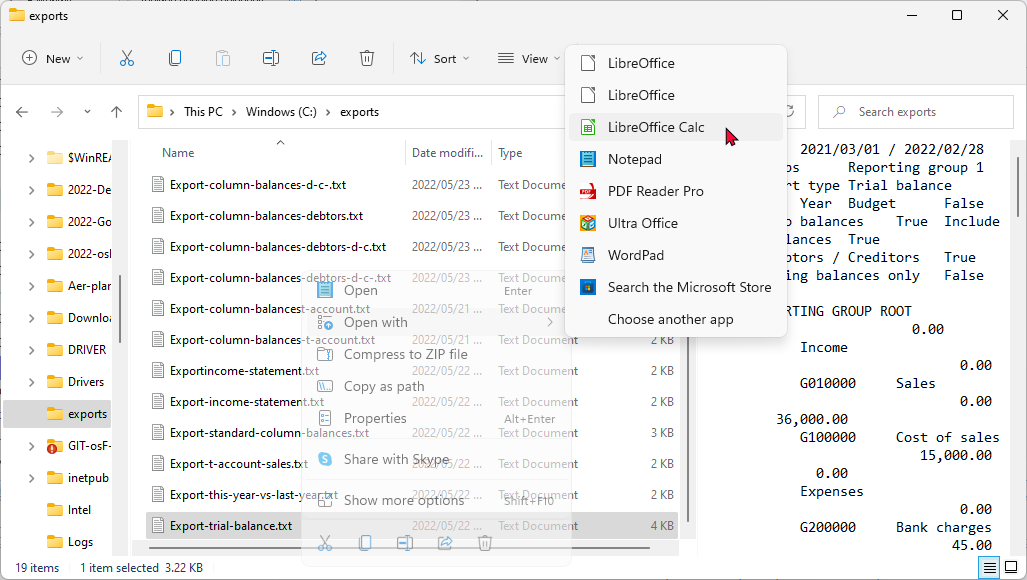 exports
New
Sort
View
This PC > Windows (C:) > exports
Search exports
$WinREA
2022-De
2022-Go
2022-osl
Aer-plar
Downloa
DRIVER
Drivers
exports
GIT-osF-
inetpub
Intel
Logs
Name Date modifi... Type
Export-column-balances-d-c.txt 2022/05/23 ... Text Docume
Export-column-balances-debtors.txt 2022/05/23 ... Text Docume
Export-column-balances-debtors-d-c.txt 2022/05/23 ... Text Docume
Export-column-balances-debtors-d-c-.txt 2022/05/23 ... Text Docume
-account.txt 2022/05/21 ... Text Docume
Export-column-balances-t-account.txt 2022/05/21 ... Text Document 2 KB
Exportincome-statement.txt 2022/05/22 ... Text Document 2 KB
Export-income-statement.txt 2022/05/22 ... Text Document 2 KB
Export-standard-column-balances.txt 2022/05/22 ... Text Document 3 KB
Export-t-account-sales.txt 2022/05/22 ... Text Document 2 KB
Export-this-year-vs-last-year.txt 2022/05/22 ... Text Document 2 KB
Export-trial-balance.txt 2022/05/22 ... Text Document 4 KB
Open Enter
Open with
Compress to ZIP file
Copy as path
Properties Alt+Enter
Share with Skype
Show more options Shift+F10
LibreOffice
LibreOffice
LibreOffice Calc
Notepad
PDF Reader Pro
Ultra Office
WordPad
Search the Microsoft Store
Choose another app
2021/03/01 / 2022/02/28
ps Reporting group 1
rt type Trial balance
Year Budget False
o balances True Include
lances True
btors / Creditors True
ing balances only False
RTING GROUP ROOT
0.00
Income
0.00
G010000 Sales
0.00
36,000.00
G100000 Cost of sales
15,000.00
0.00
Expenses
0.00
G200000 Bank charges
45.00
19 items 1 item selected 3.22 KB